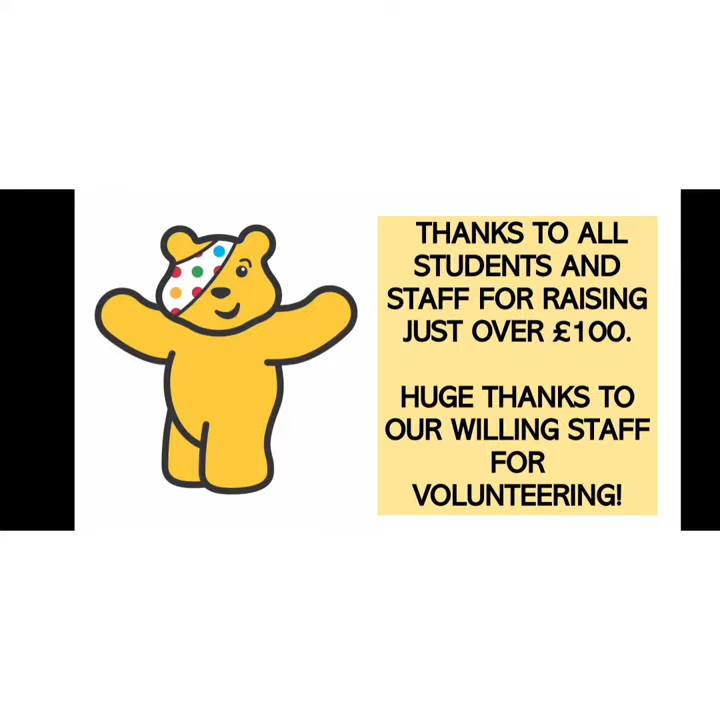 THANKS TO ALL
STUDENTS AND
STAFF FOR RAISING
JUST OVER £100.
HUGE THANKS TO
OUR WILLING STAFF
FOR
VOLUNTEERING!